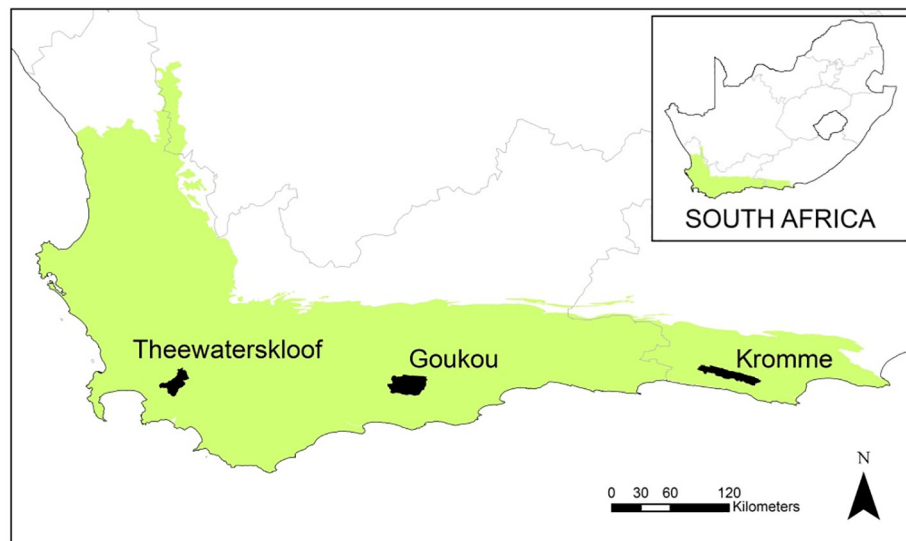 SOUTH AFRICA
Theewaterskloof
Goukou
Kromme
N
0 30 60 120
Kilometers